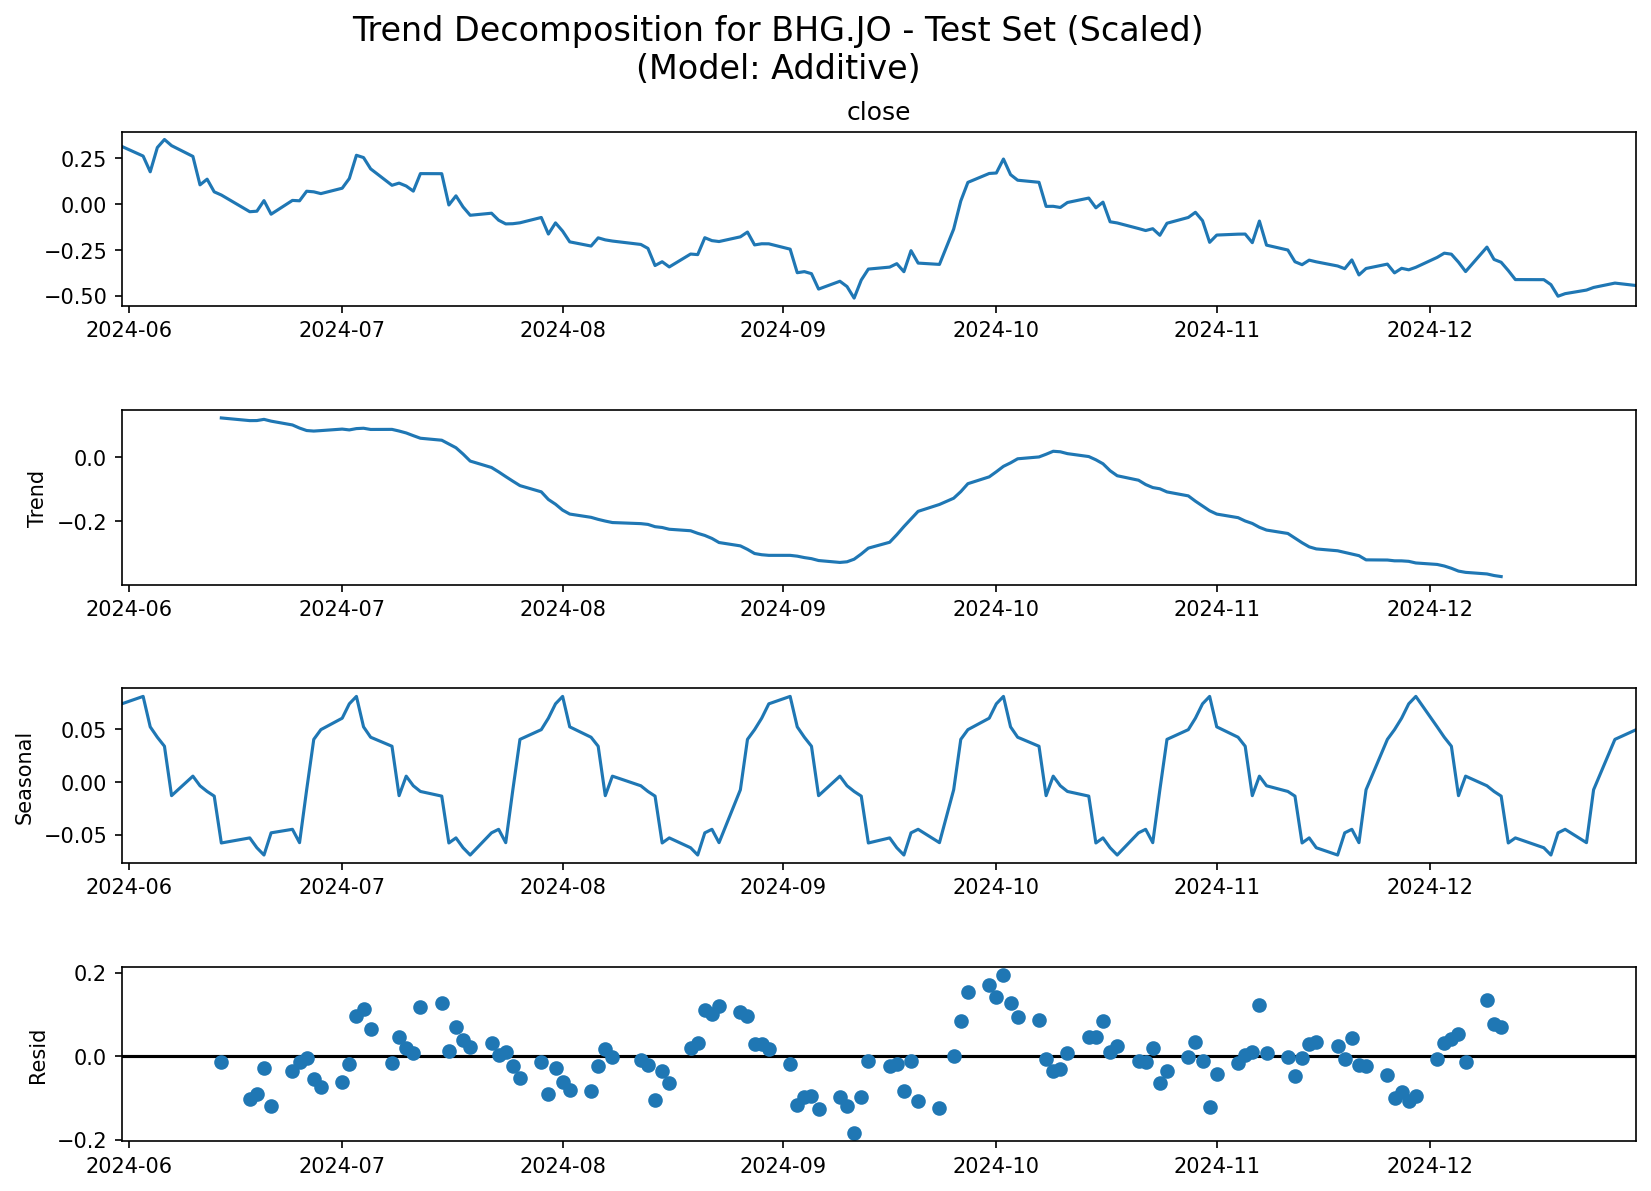 Trend Decomposition for BHG.JO - Test Set (Scaled)
(Model: Additive)
close
0.25
0.00
−0.25
−0.50
2024-06 2024-07 2024-08 2024-09 2024-10 2024-11 2024-12
Trend
0.0
−0.2
2024-06 2024-07 2024-08 2024-09 2024-10 2024-11 2024-12
Seasonal
0.05
0.00
−0.05
2024-06 2024-07 2024-08 2024-09 2024-10 2024-11 2024-12
Resid
0.2
0.0
−0.2
2024-06 2024-07 2024-08 2024-09 2024-10 2024-11 2024-12